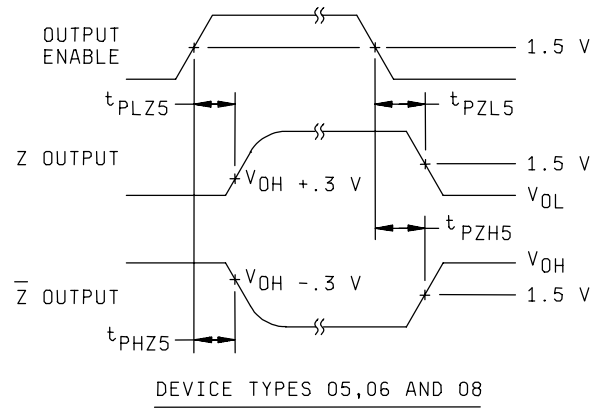 OUTPUT
ENABLE
1.5 V
tPLZ5
tPZL5
Z OUTPUT
VOH +.3 V
1.5 V
VOL
tPZH5
VOH
Z̅ OUTPUT
VOH -.3 V
1.5 V
tPHZ5
DEVICE TYPES 05,06 AND 08